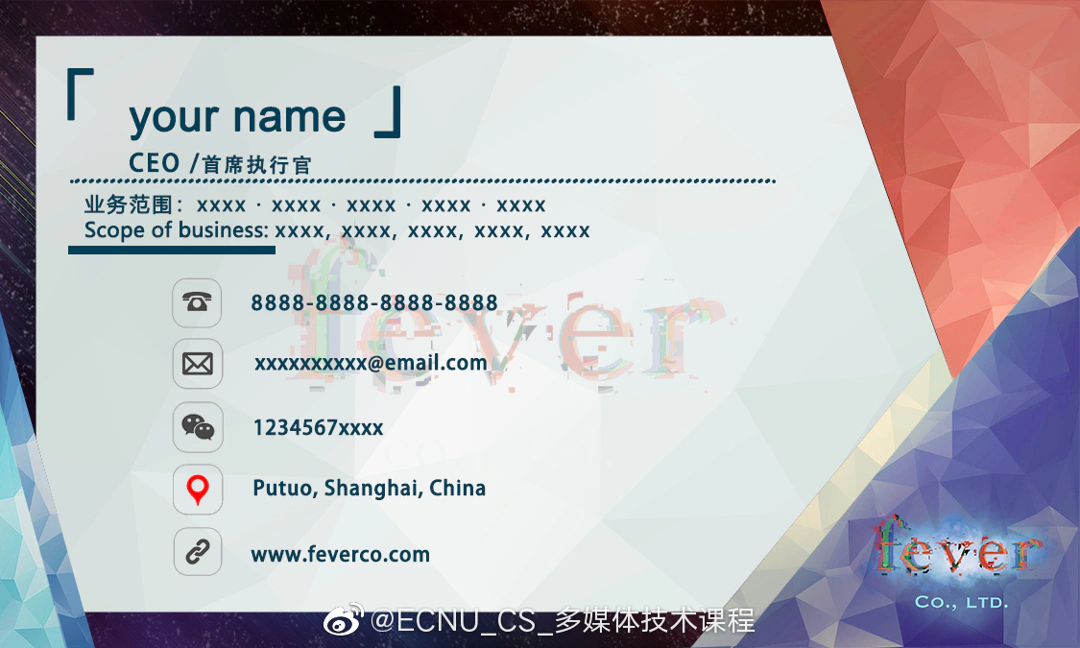 your name
CEO /首席执行官
业务范围：xxxx · xxxx · xxxx · xxxx · xxxx
Scope of business: xxxx, xxxx, xxxx, xxxx, xxxx
fever
8888-8888-8888-8888
xxxxxxxxxx@email.com
1234567xxxx
CO., LTD.
Putuo, Shanghai, China
www.feverco.com
fever
CO., LTD.
@ECNU_CS_多媒体技术课程